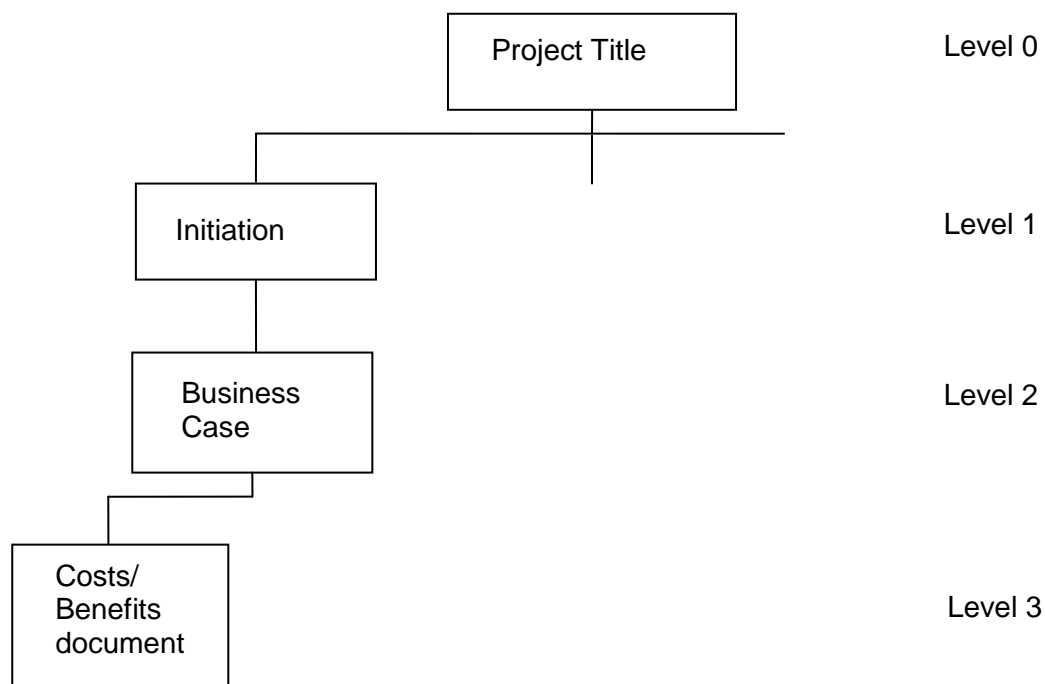 Project Title
Level 0
Initiation
Level 1
Business
Case
Level 2
Costs/
Benefits
document
Level 3